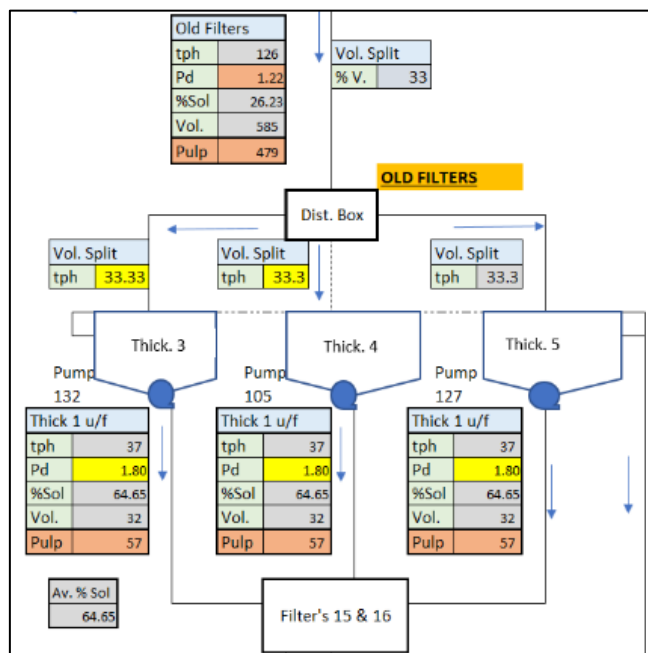 Old Filters
tph 126
Pd 1.22
%Sol 26.23
Vol. 585
Pulp 479
Vol. Split
% V. 33
OLD FILTERS
Dist. Box
Vol. Split
tph 33.33
Vol. Split
tph 33.3
Vol. Split
tph 33.3
Thick. 3
Thick. 4
Thick. 5
Pump
132
Pump
105
Pump
127
Thick 1 u/f
tph 37
Pd 1.80
%Sol 64.65
Vol. 32
Pulp 57
Thick 1 u/f
tph 37
Pd 1.80
%Sol 64.65
Vol. 32
Pulp 57
Thick 1 u/f
tph 37
Pd 1.80
%Sol 64.65
Vol. 32
Pulp 57
Av. % Sol
64.65
Filter's 15 & 16